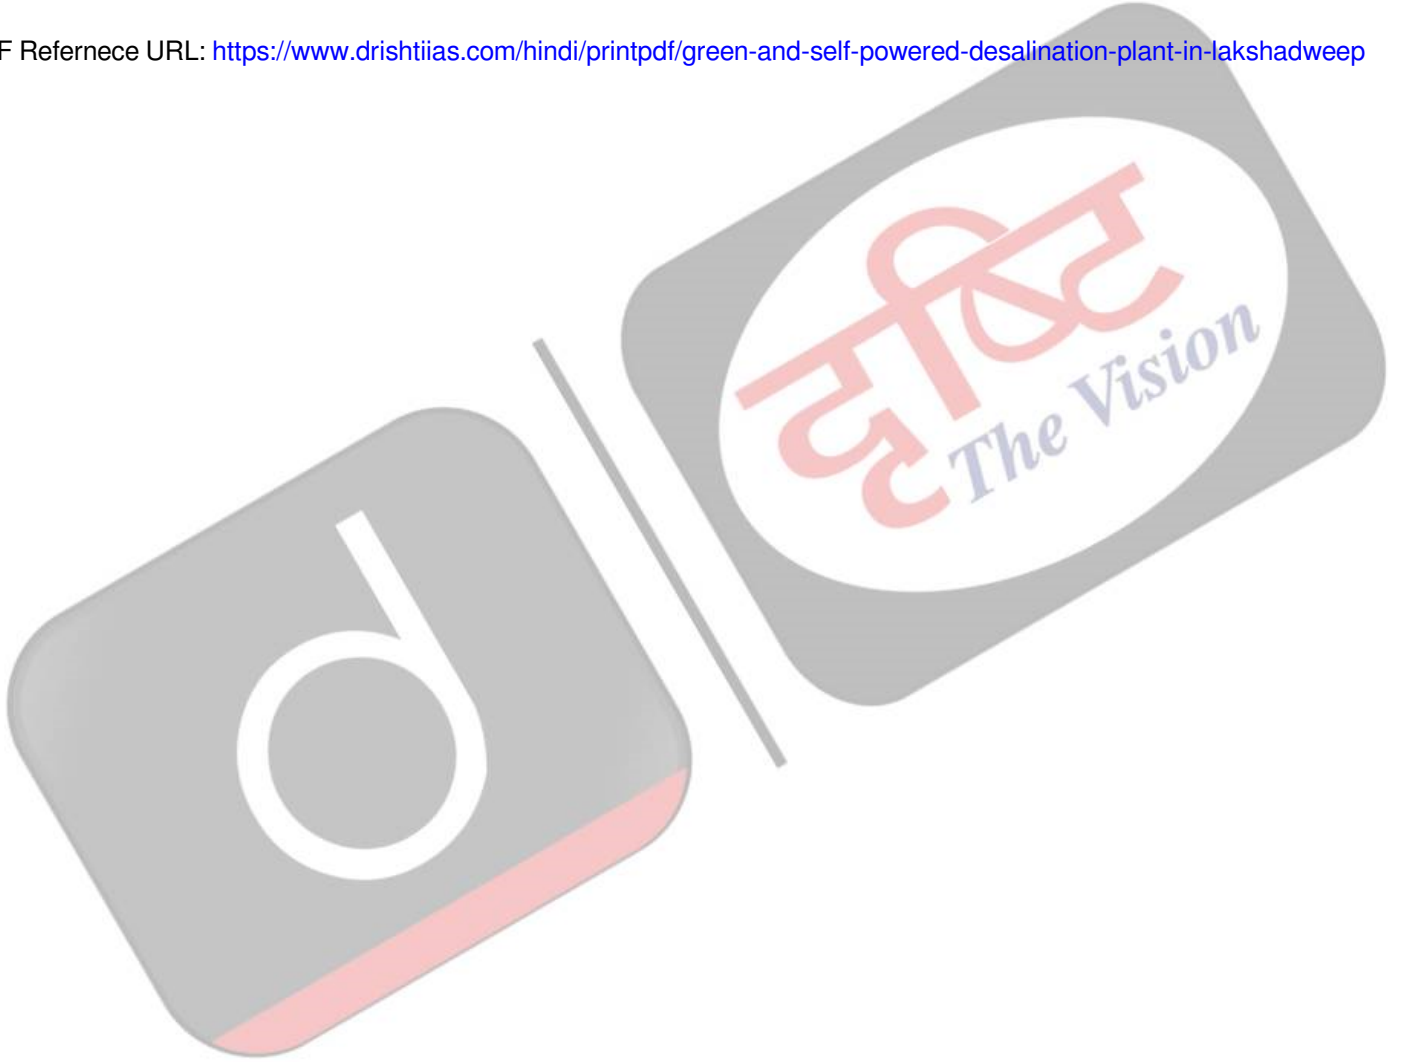 F Refernece URL: https://www.drishtiias.com/hindi/printpdf/green-and-self-powered-desalination-plant-in-lakshadweep
दृष्टि
The Vision
d